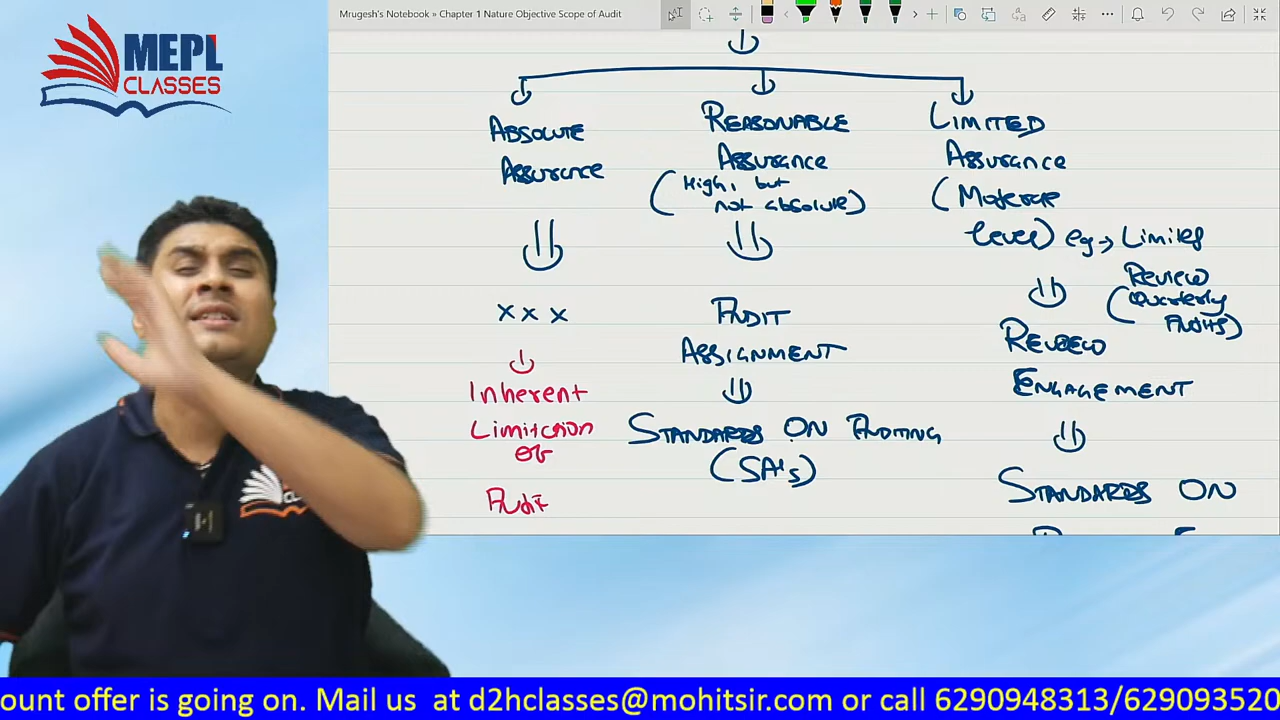 Mrugesh's Notebook » Chapter 1 Nature Objective Scope of Audit
MEPL
CLASSES
ABSOLUTE
Assurance
XXX
Inherent
Limitation
of
Audit
REASONABLE
Assurance
(High, but
not absolute)
AUDIT
ASSIGNMENT
STANDARDS ON AUDITING
(SA's)
LIMITED
Assurance
(Moderate
level) eg → Limited
Review
(Quarterly
Audits)
REVIEW
ENGAGEMENT
STANDARDS ON
ount offer is going on. Mail us at d2hclasses@mohitsir.com or call 6290948313/629093520